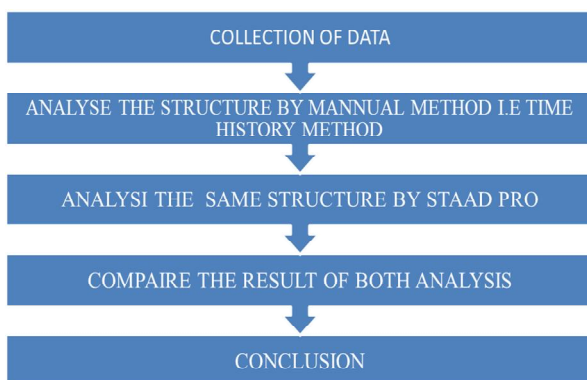 COLLECTION OF DATA
ANALYSE THE STRUCTURE BY MANNUAL METHOD I.E TIME
HISTORY METHOD
ANALYSI THE SAME STRUCTURE BY STAAD PRO
COMPAIRE THE RESULT OF BOTH ANALYSIS
CONCLUSION